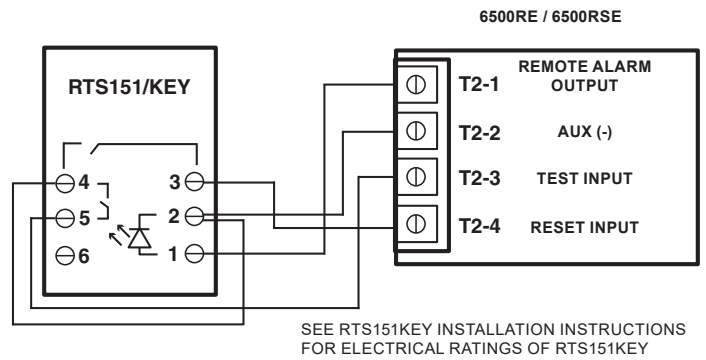 6500RE / 6500RSE
RTS151/KEY
4
3
5
2
6
1
T2-1 REMOTE ALARM
OUTPUT
T2-2 AUX (-)
T2-3 TEST INPUT
T2-4 RESET INPUT
SEE RTS151KEY INSTALLATION INSTRUCTIONS
FOR ELECTRICAL RATINGS OF RTS151KEY